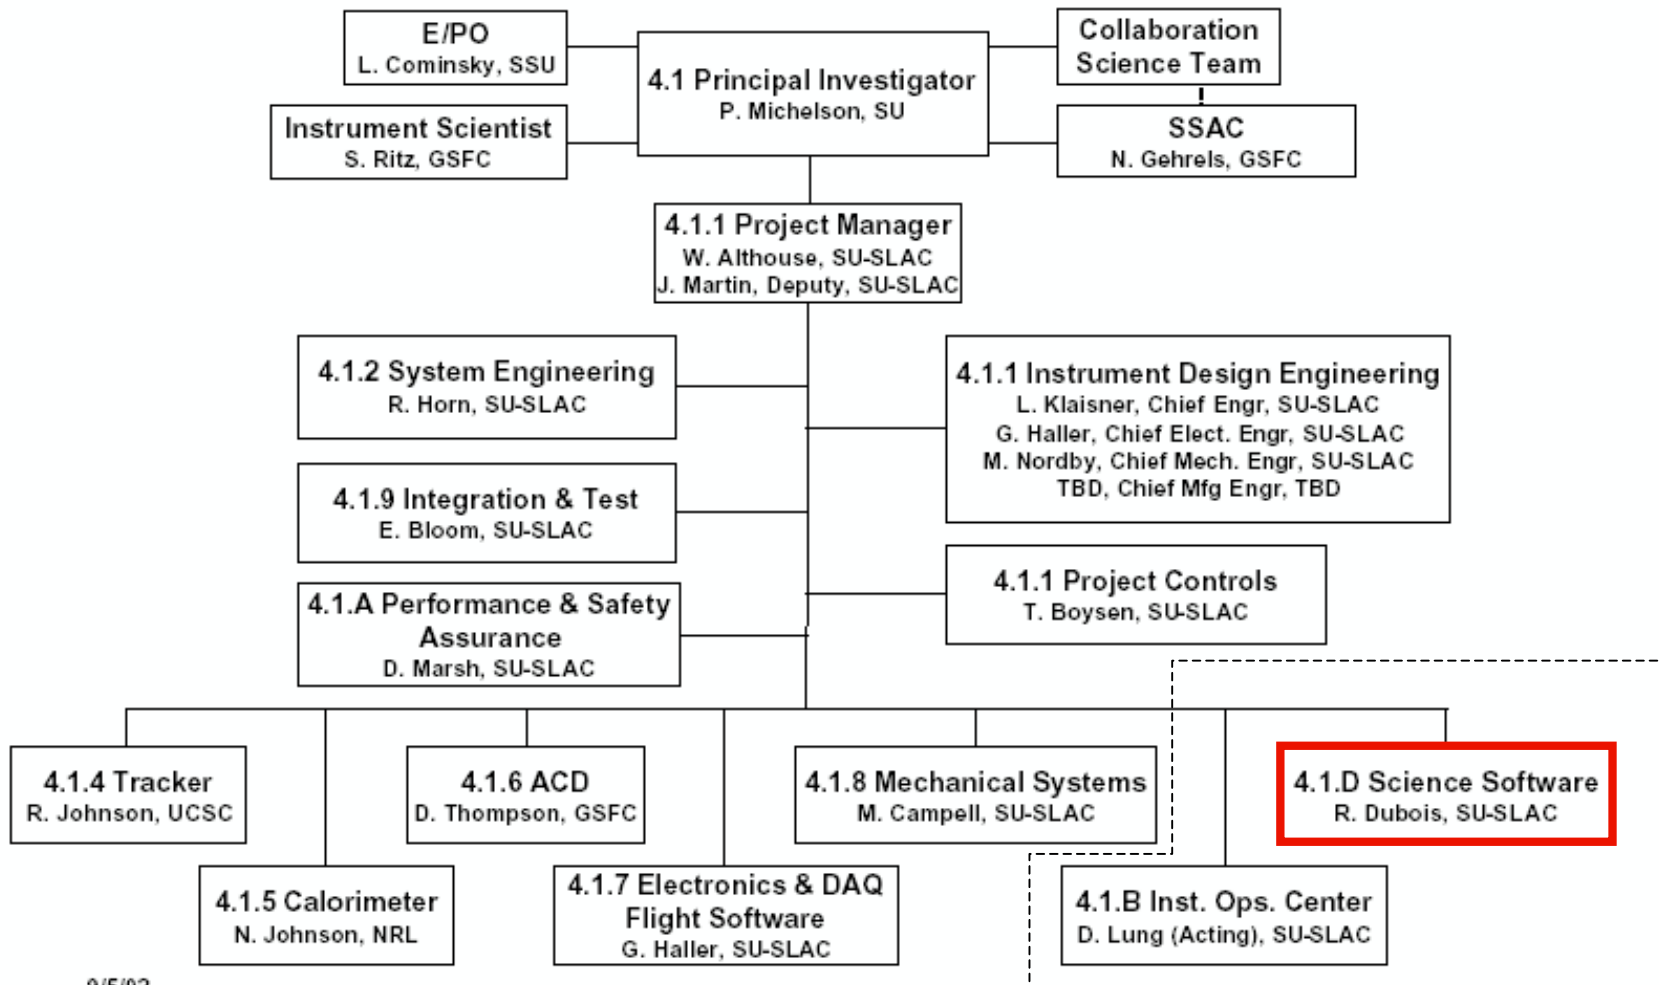 E/PO
L. Cominsky, SSU
Collaboration
Science Team
4.1 Principal Investigator
P. Michelson, SU
Instrument Scientist
S. Ritz, GSFC
SSAC
N. Gehrels, GSFC
4.1.1 Project Manager
W. Althouse, SU-SLAC
J. Martin, Deputy, SU-SLAC
4.1.2 System Engineering
R. Horn, SU-SLAC
4.1.1 Instrument Design Engineering
L. Klaisner, Chief Engr, SU-SLAC
G. Haller, Chief Elect. Engr, SU-SLAC
M. Nordby, Chief Mech. Engr, SU-SLAC
TBD, Chief Mfg Engr, TBD
4.1.9 Integration & Test
E. Bloom, SU-SLAC
4.1.1 Project Controls
T. Boysen, SU-SLAC
4.1.A Performance & Safety
Assurance
D. Marsh, SU-SLAC
4.1.4 Tracker
R. Johnson, UCSC
4.1.6 ACD
D. Thompson, GSFC
4.1.8 Mechanical Systems
M. Campell, SU-SLAC
4.1.D Science Software
R. Dubois, SU-SLAC
4.1.5 Calorimeter
N. Johnson, NRL
4.1.7 Electronics & DAQ
Flight Software
G. Haller, SU-SLAC
4.1.B Inst. Ops. Center
D. Lung (Acting), SU-SLAC